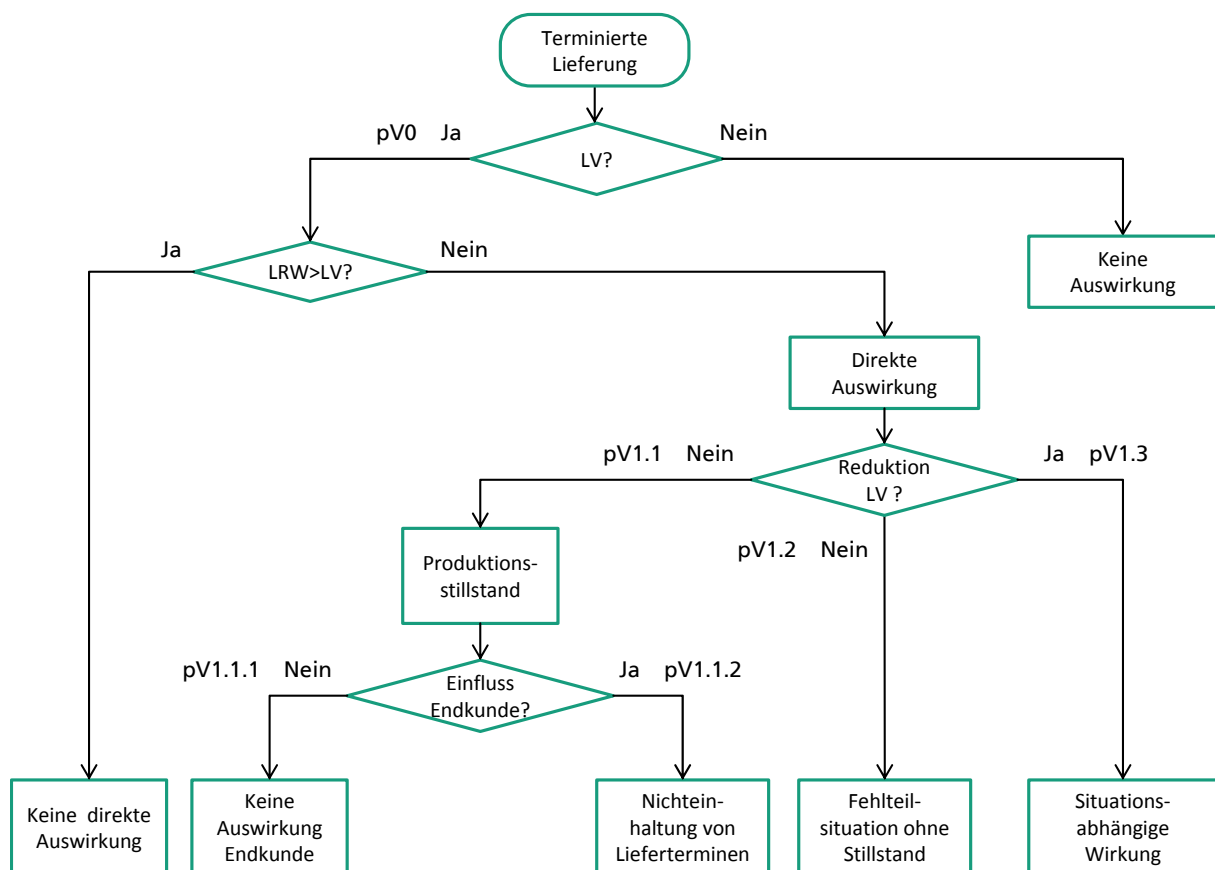 Terminierte
Lieferung
pV0 Ja
Nein
LV?
Ja
Nein
LRW>LV?
Keine
Auswirkung
Direkte
Auswirkung
pV1.1 Nein
Ja pV1.3
Reduktion
LV ?
pV1.2 Nein
Produktions-
stillstand
pV1.1.1 Nein
Ja pV1.1.2
Einfluss
Endkunde?
Keine direkte
Auswirkung
Keine
Auswirkung
Endkunde
Nichtein-
haltung von
Lieferterminen
Fehlteil-
situation ohne
Stillstand
Situations-
abhängige
Wirkung